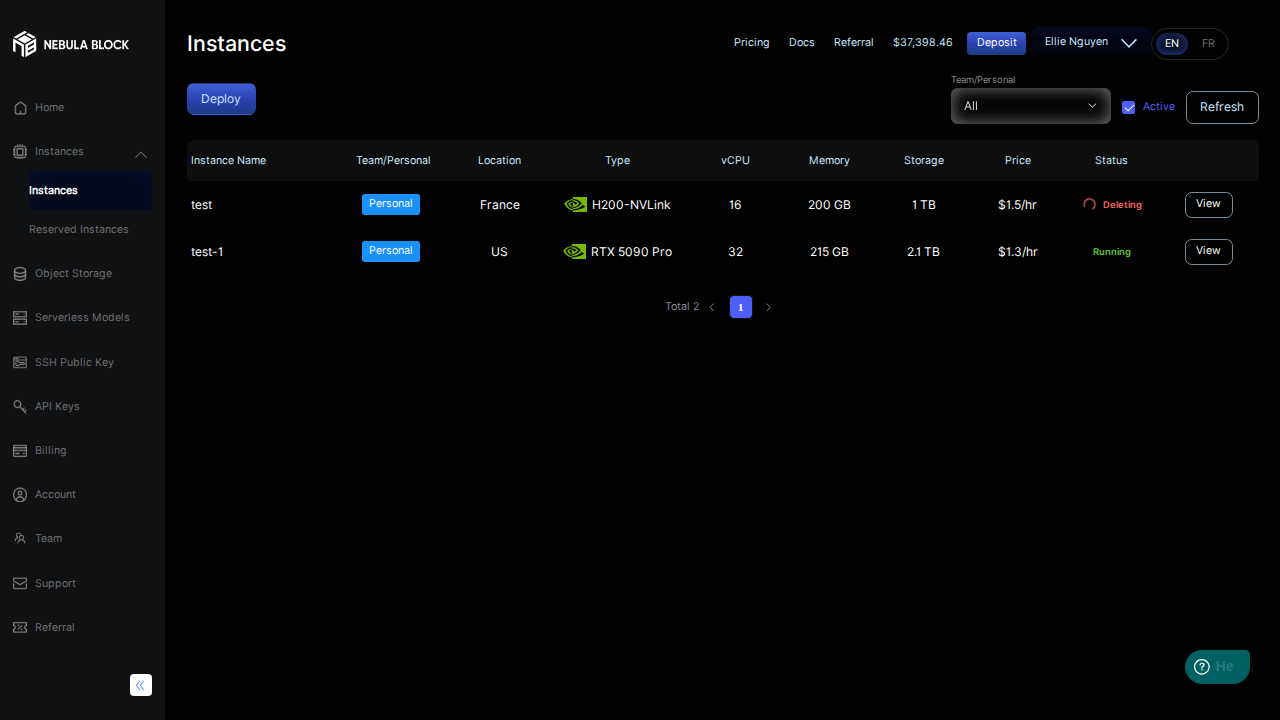 NEBULA BLOCK
Home
Instances
Instances
Reserved Instances
Object Storage
Serverless Models
SSH Public Key
API Keys
Billing
Account
Team
Support
Referral
Instances
Pricing Docs Referral $37,398.46 Deposit Ellie Nguyen EN FR
Deploy
Team/Personal
All
Active
Refresh
Instance Name Team/Personal Location Type vCPU Memory Storage Price Status
test Personal France H200-NVLink 16 200 GB 1 TB $1.5/hr Deleting View
test-1 Personal US RTX 5090 Pro 32 215 GB 2.1 TB $1.3/hr Running View
Total 2 1
He